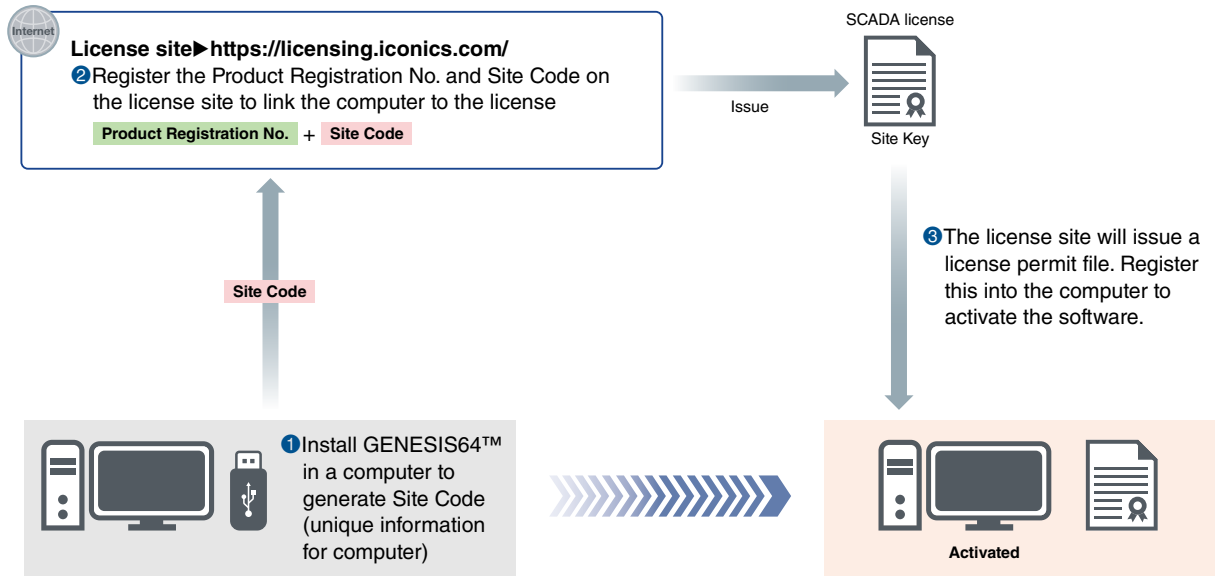 Internet
License site▶https://licensing.iconics.com/
❷Register the Product Registration No. and Site Code on
the license site to link the computer to the license
Product Registration No. + Site Code
Issue
SCADA license
Site Key
❸The license site will issue a
license permit file. Register
this into the computer to
activate the software.
Site Code
❶Install GENESIS64™
in a computer to
generate Site Code
(unique information
for computer)
Activated